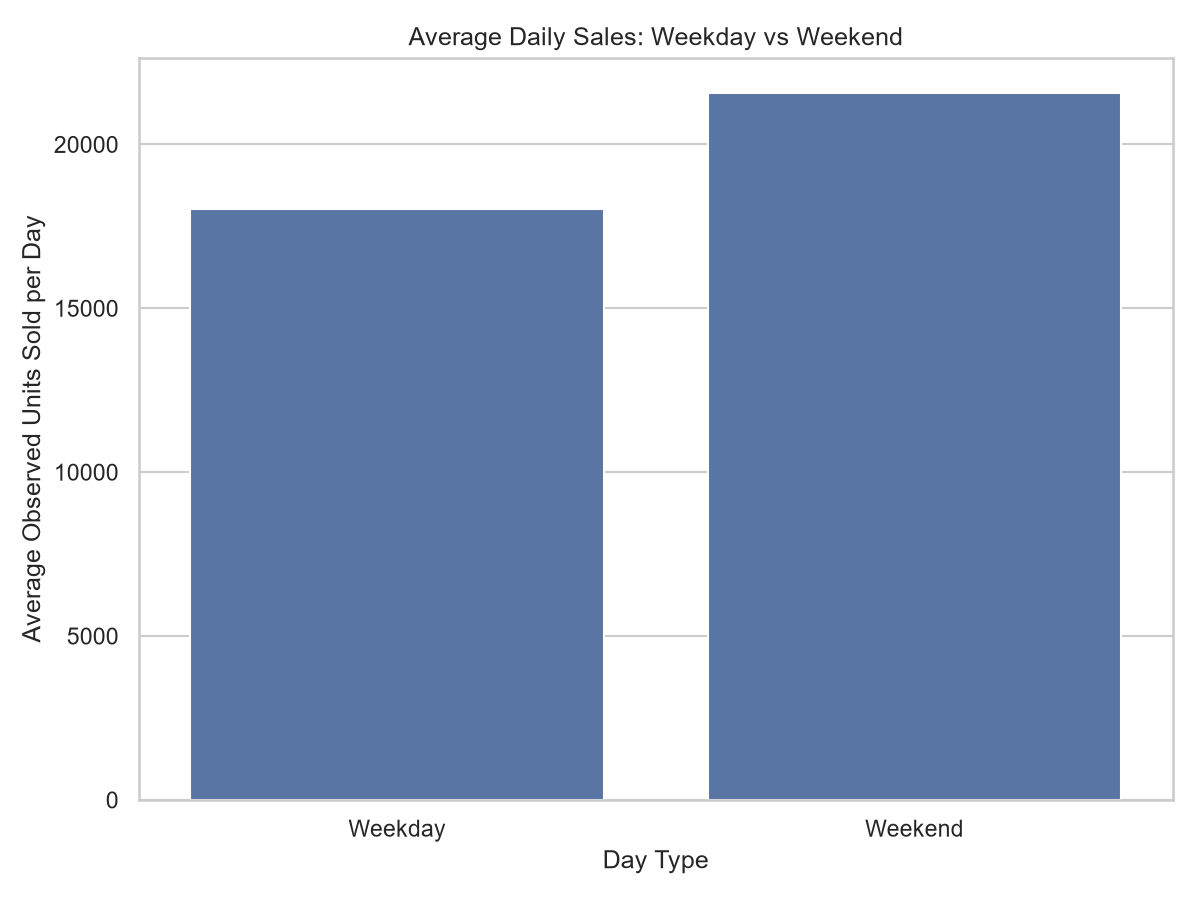 Average Daily Sales: Weekday vs Weekend
Average Observed Units Sold per Day
20000
15000
10000
5000
0
Weekday
Weekend
Day Type